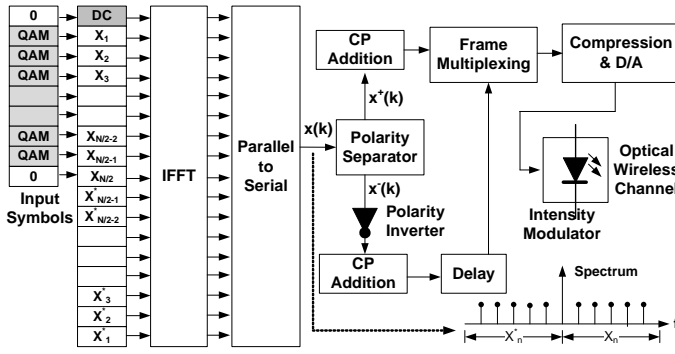 0
QAM
QAM
QAM
QAM
QAM
0
Input
Symbols
DC
X1
X2
X3
XN/2-2
XN/2-1
XN/2
X*N/2-1
X*N/2-2
X*3
X*2
X*1
IFFT
Parallel
to
Serial
x(k)
CP
Addition
x+(k)
Polarity
Separator
x-(k)
Polarity
Inverter
CP
Addition
Delay
Frame
Multiplexing
Compression
& D/A
Optical
Wireless
Channel
Intensity
Modulator
Spectrum
f
X*n
Xn